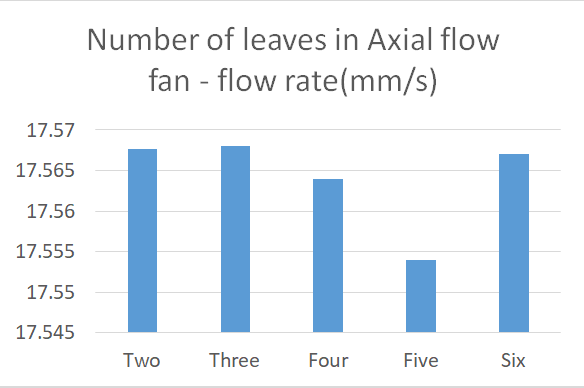 Number of leaves in Axial flow
fan - flow rate(mm/s)
17.57
17.565
17.56
17.555
17.55
17.545
Two Three Four Five Six